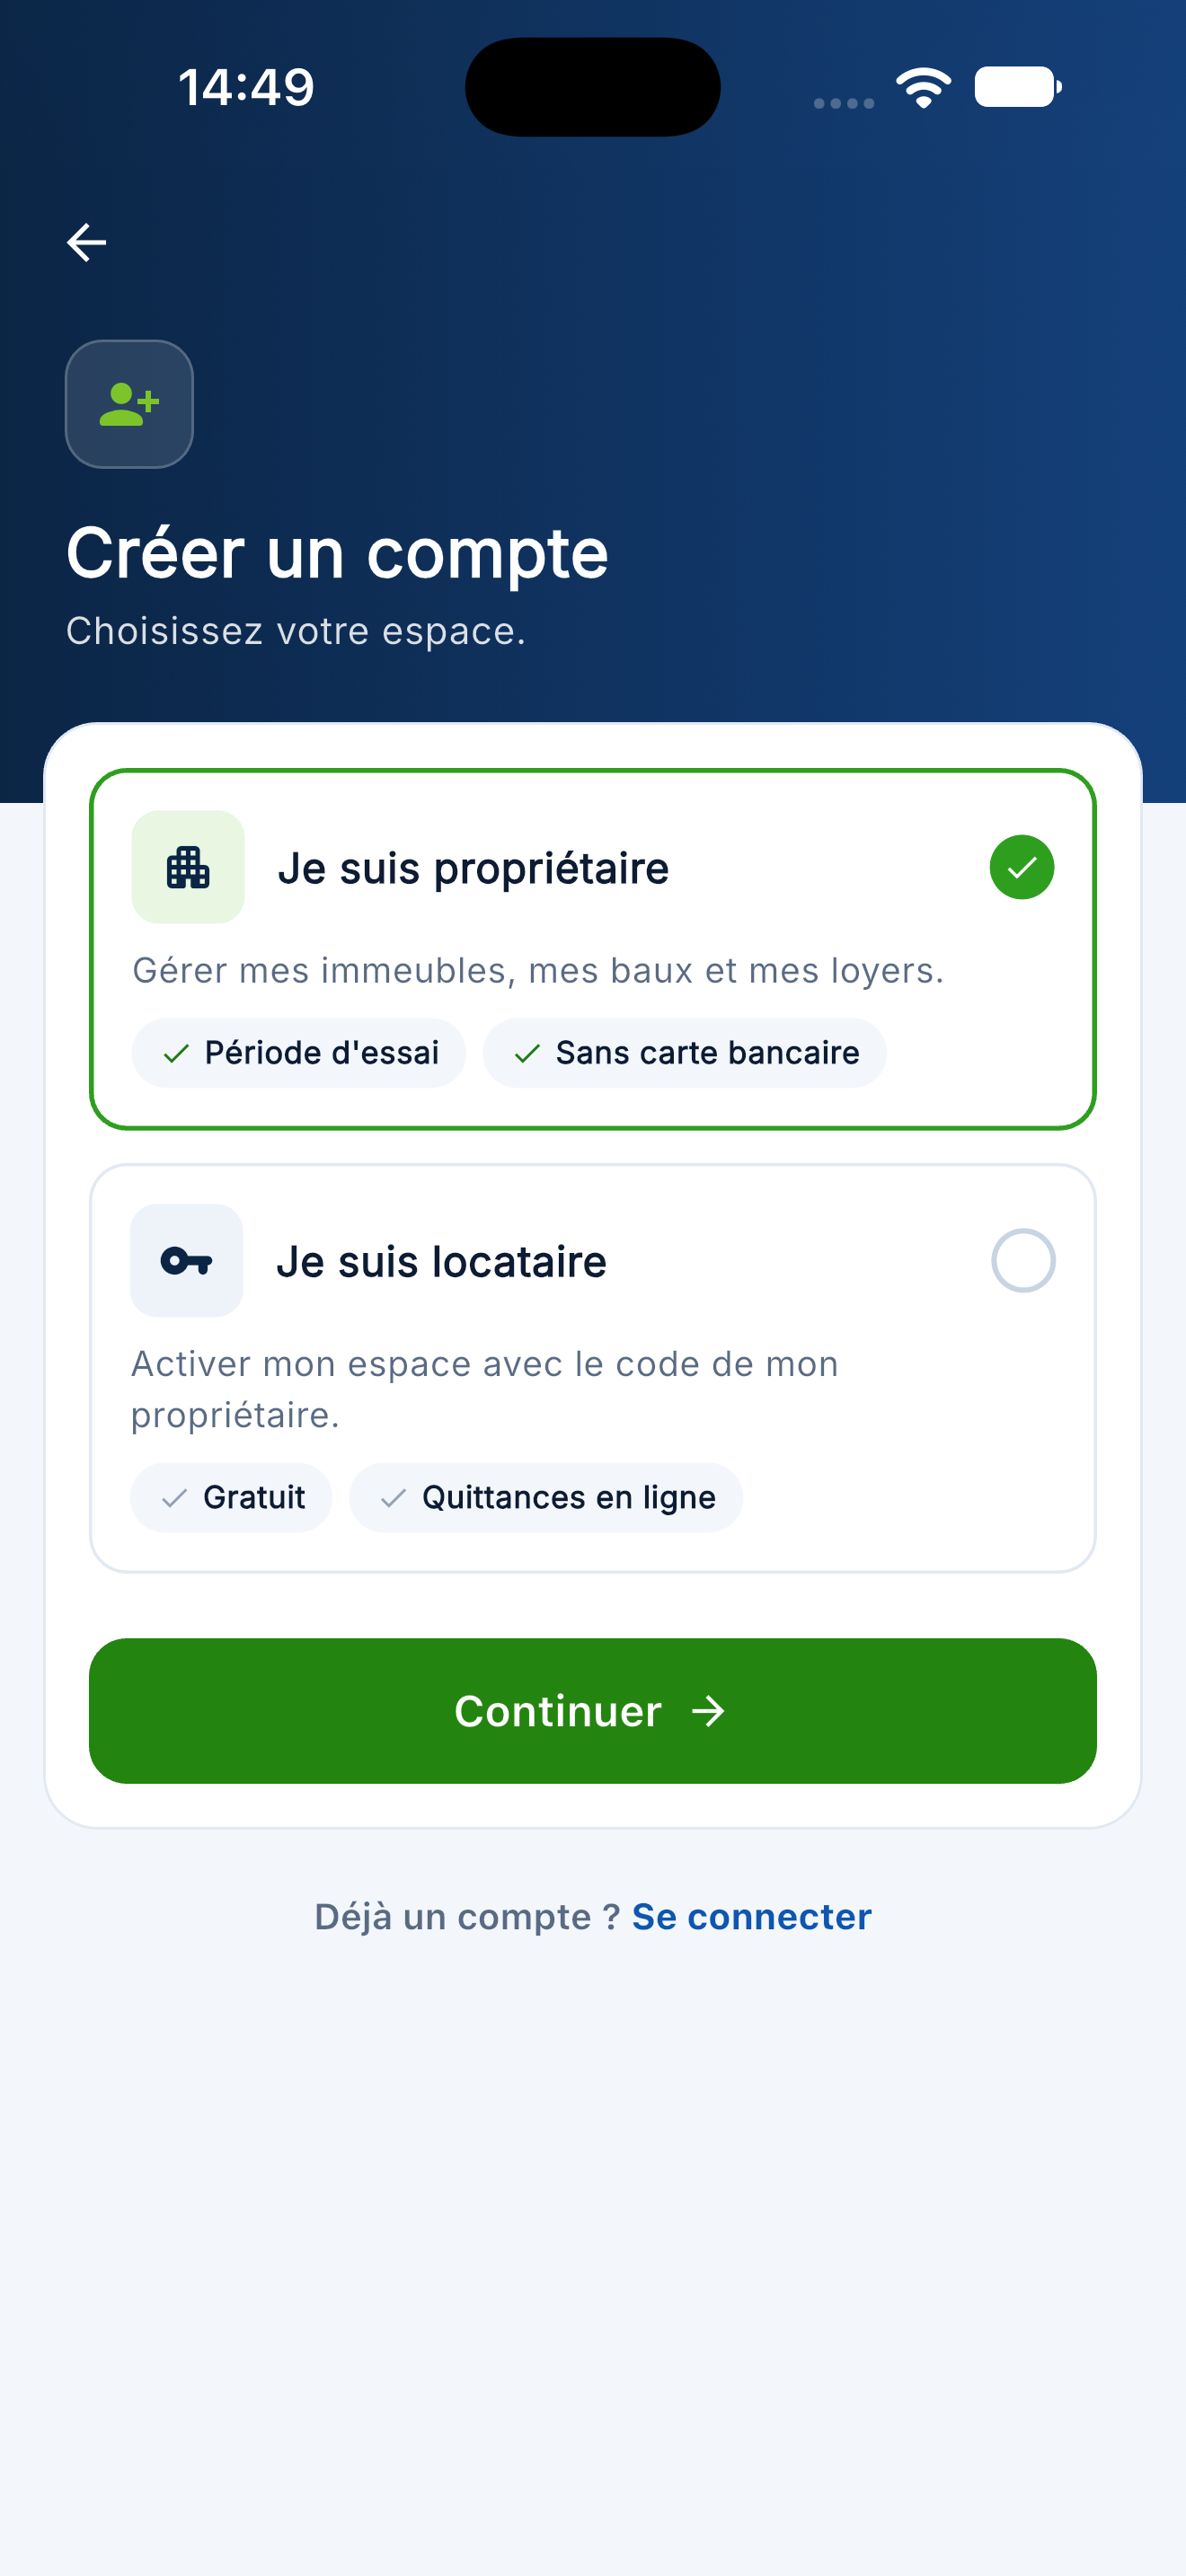 14:49
Créer un compte
Choisissez votre espace.
Je suis propriétaire
Gérer mes immeubles, mes baux et mes loyers.
Période d'essai
Sans carte bancaire
Je suis locataire
Activer mon espace avec le code de mon
propriétaire.
Gratuit
Quittances en ligne
Continuer
Déjà un compte ? Se connecter